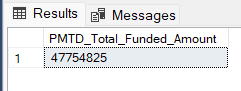 Results Messages
PMTD_Total_Funded_Amount
1 47754825